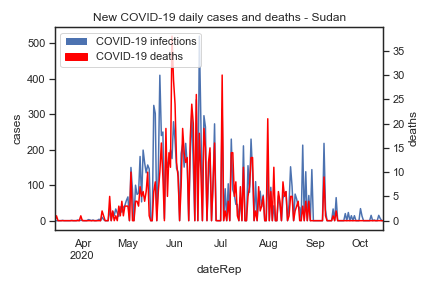 New COVID-19 daily cases and deaths - Sudan
COVID-19 infections
COVID-19 deaths
500
400
300
200
100
0
cases
35
30
25
20
15
10
5
0
deaths
Apr May Jun Jul Aug Sep Oct
2020
dateRep